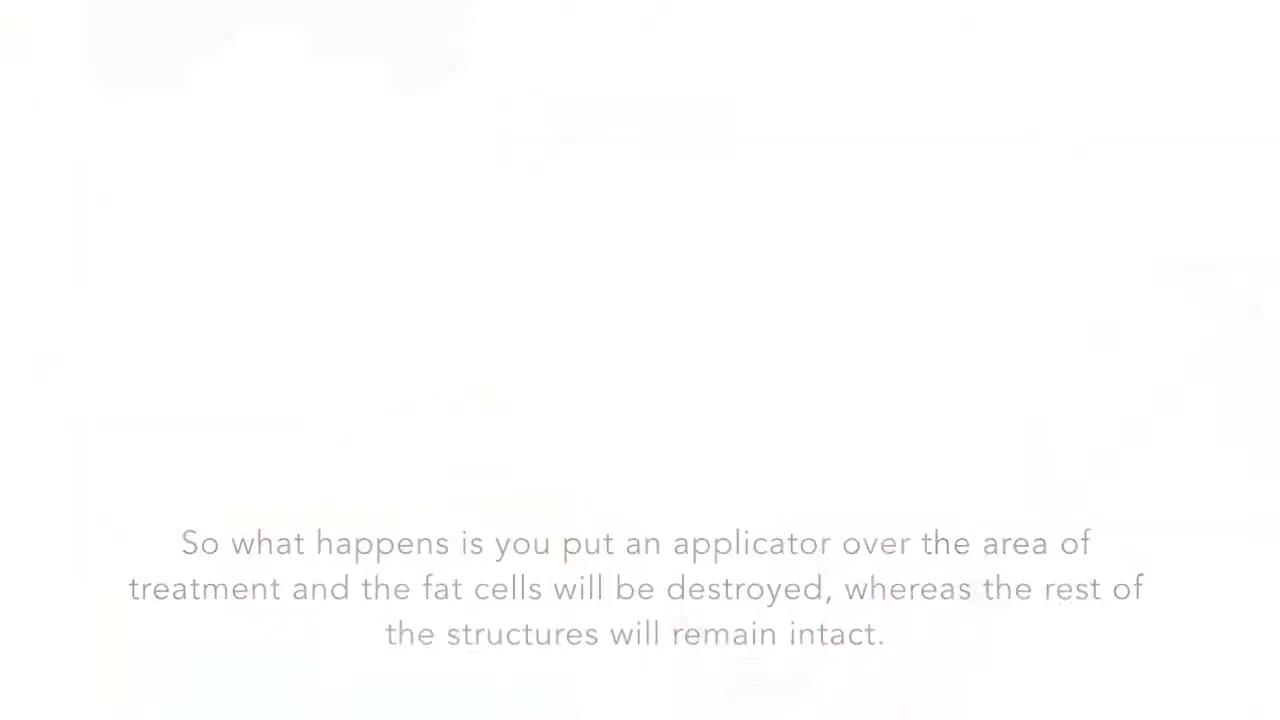 So what happens is you put an applicator over the area of
treatment and the fat cells will be destroyed, whereas the rest of
the structures will remain intact.